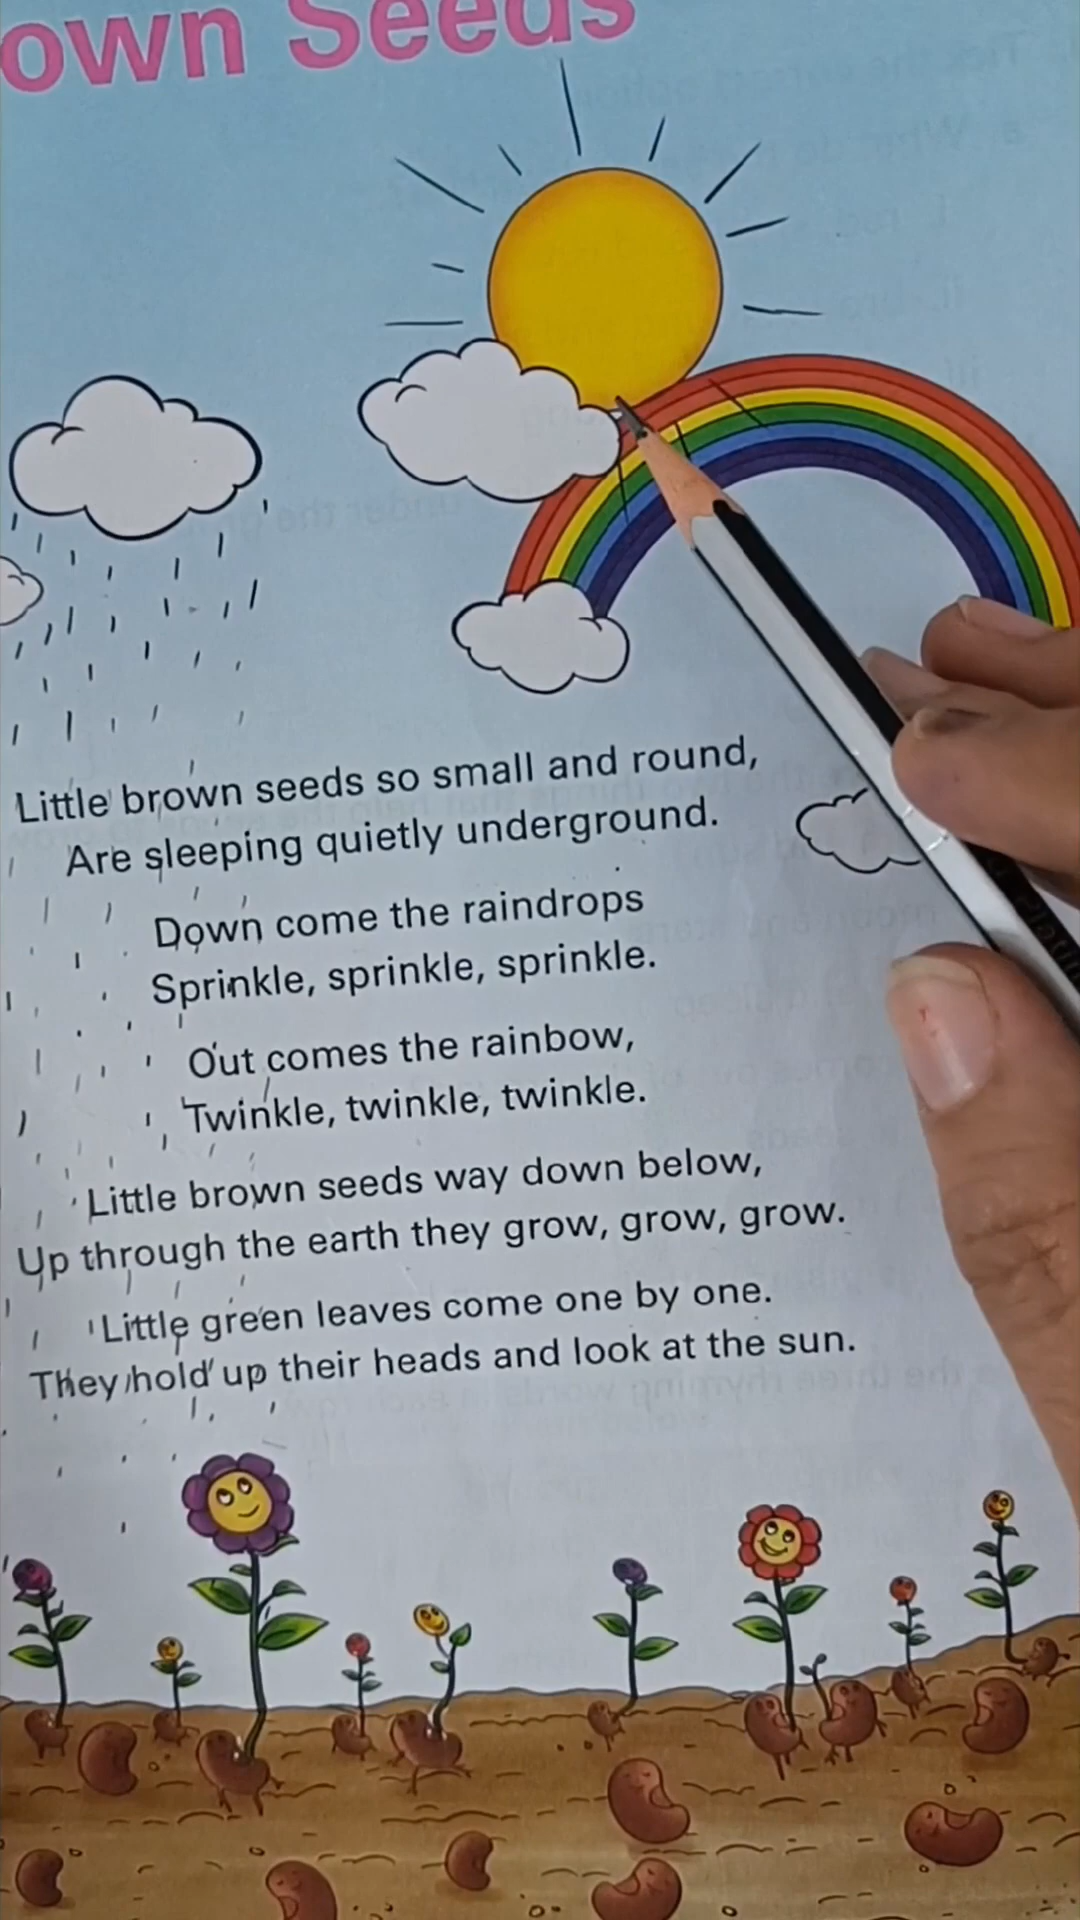 own Seeds
Little brown seeds so small and round,
Are sleeping quietly underground.
Down come the raindrops
Sprinkle, sprinkle, sprinkle.
Out comes the rainbow,
Twinkle, twinkle, twinkle.
Little brown seeds way down below,
Up through the earth they grow, grow, grow.
Little green leaves come one by one.
They hold up their heads and look at the sun.